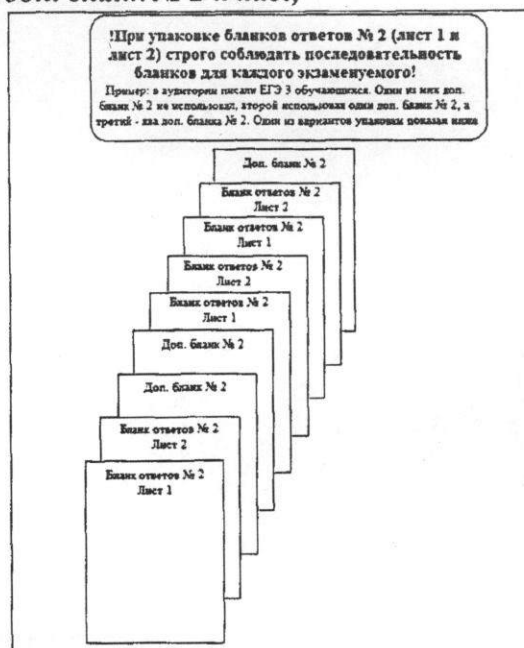 !При упаковке бланков ответов № 2 (лист 1 и
лист 2) строго соблюдать последовательность
бланков для каждого экзаменуемого!
Пример: в аудитории писали ЕГЭ 3 обучающихся. Один из них доп.
бланк № 2 не использовал, второй использовал один доп. бланк № 2, а
третий - два доп. бланка № 2. Один из вариантов упаковки показан ниже
Доп. бланк № 2
Бланк ответов № 2
Лист 2
Бланк ответов № 2
Лист 1
Бланк ответов № 2
Лист 2
Бланк ответов № 2
Лист 1
Доп. бланк № 2
Доп. бланк № 2
Бланк ответов № 2
Лист 2
Бланк ответов № 2
Лист 1